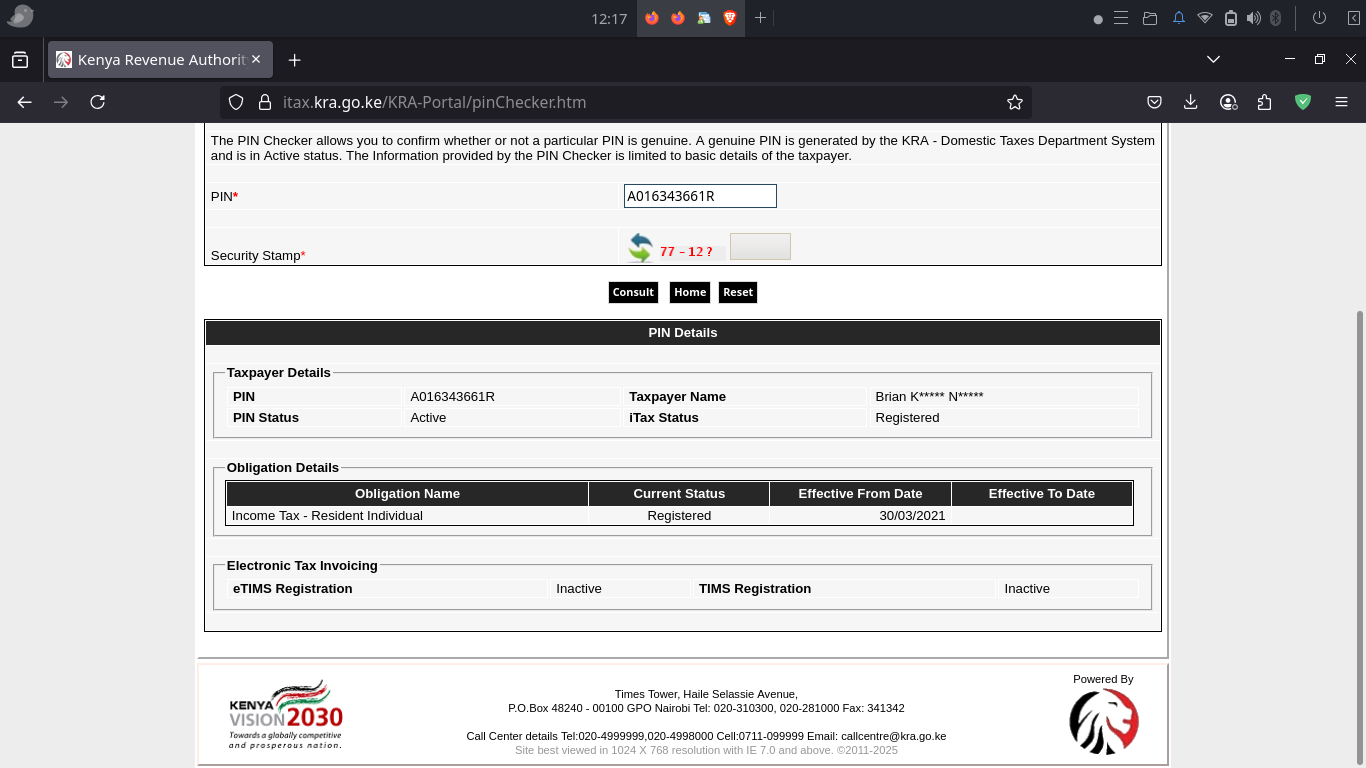 12:17
Kenya Revenue Authorit
itax.kra.go.ke/KRA-Portal/pinChecker.htm
The PIN Checker allows you to confirm whether or not a particular PIN is genuine. A genuine PIN is generated by the KRA - Domestic Taxes Department System
and is in Active status. The Information provided by the PIN Checker is limited to basic details of the taxpayer.
PIN* A016343661R
Security Stamp* 77 - 12 ?
Consult Home Reset
PIN Details
Taxpayer Details
PIN A016343661R Taxpayer Name Brian K***** N*****
PIN Status Active iTax Status Registered
Obligation Details
Obligation Name Current Status Effective From Date Effective To Date
Income Tax - Resident Individual Registered 30/03/2021
Electronic Tax Invoicing
eTIMS Registration Inactive TIMS Registration Inactive
KENYA
VISION 2030
Towards a globally competitive
and prosperous nation.
Times Tower, Haile Selassie Avenue,
P.O.Box 48240 - 00100 GPO Nairobi Tel: 020-310300, 020-281000 Fax: 341342
Call Center details Tel:020-4999999,020-4998000 Cell:0711-099999 Email: callcentre@kra.go.ke
Site best viewed in 1024 X 768 resolution with IE 7.0 and above. ©2011-2025
Powered By